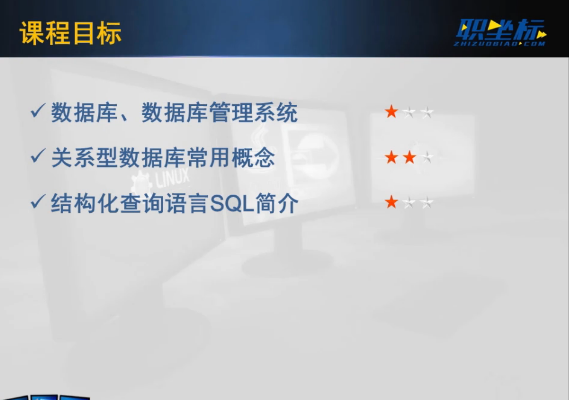 课程目标
职坐标
ZHIZUOBIAO.COM
数据库、数据库管理系统
关系型数据库常用概念
LINUX
结构化查询语言SQL简介